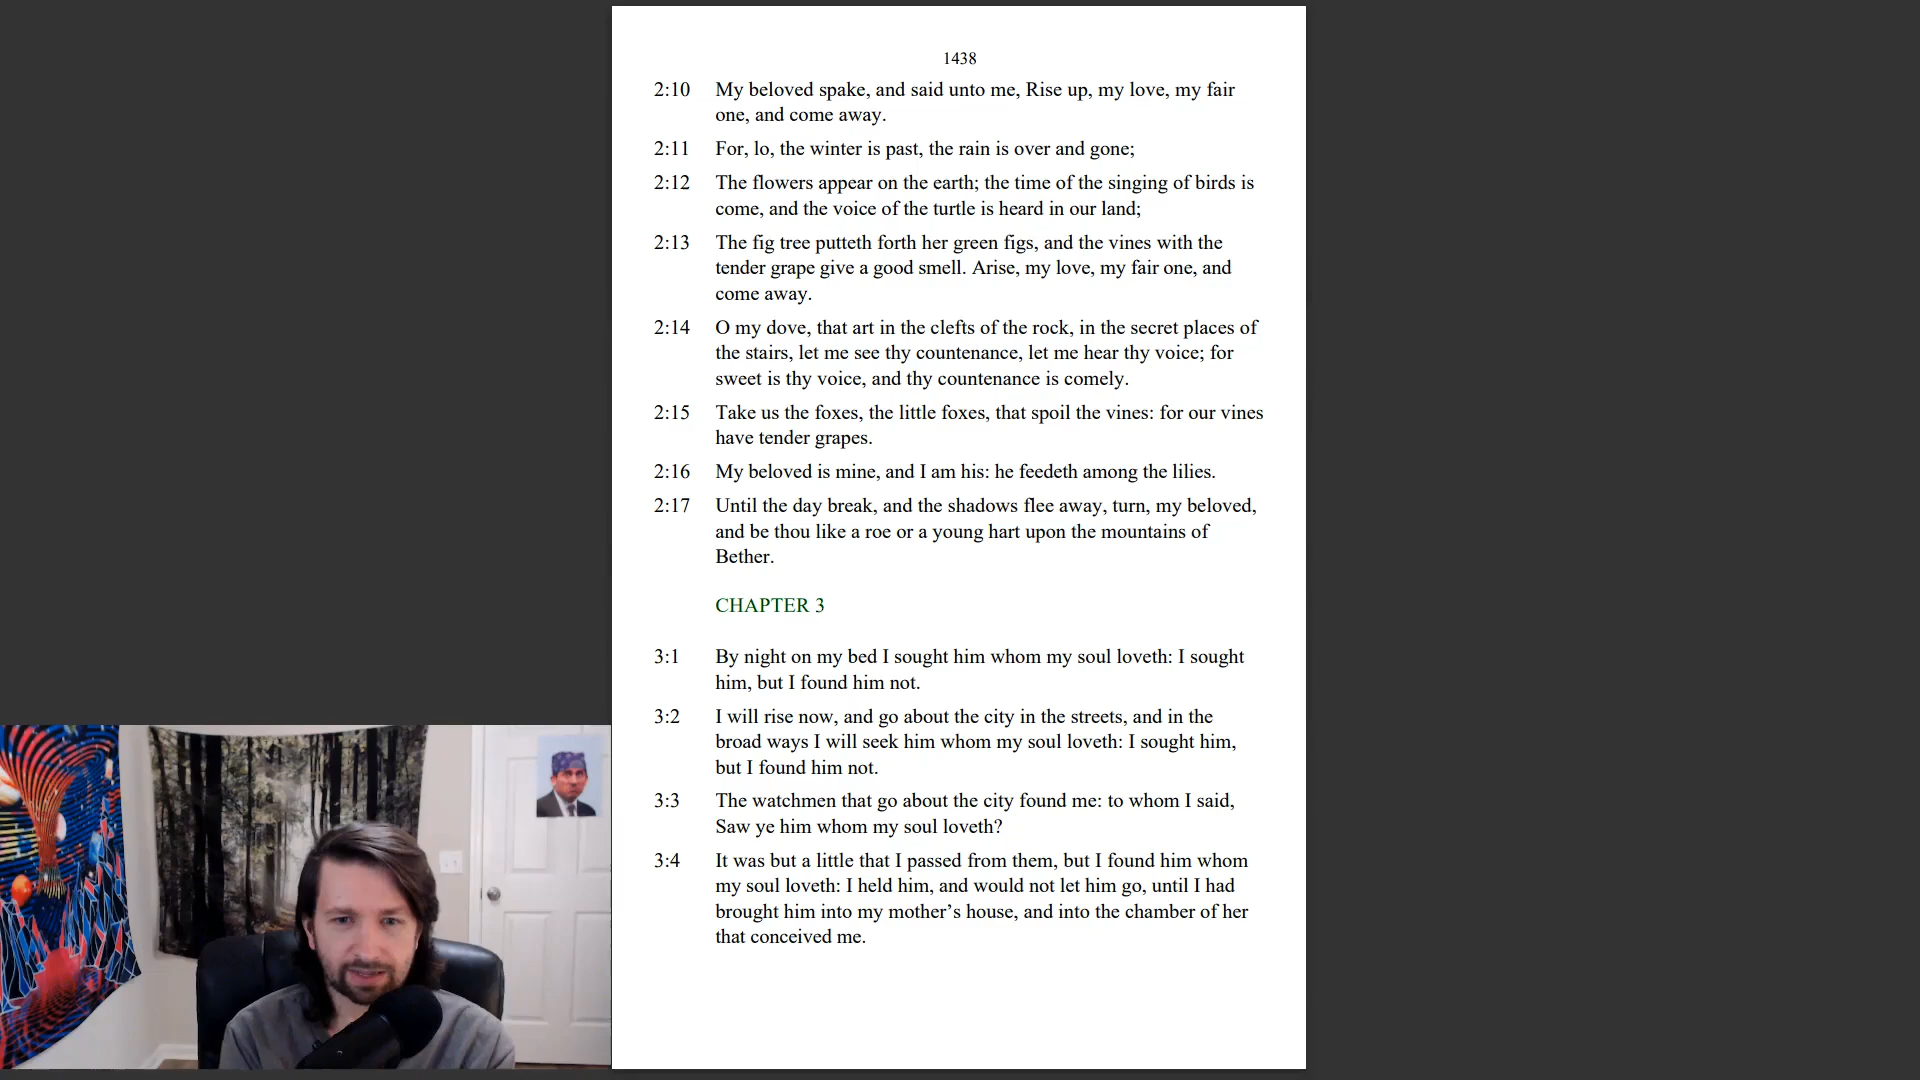 1438
2:10 My beloved spake, and said unto me, Rise up, my love, my fair
one, and come away.
2:11 For, lo, the winter is past, the rain is over and gone;
2:12 The flowers appear on the earth; the time of the singing of birds is
come, and the voice of the turtle is heard in our land;
2:13 The fig tree putteth forth her green figs, and the vines with the
tender grape give a good smell. Arise, my love, my fair one, and
come away.
2:14 O my dove, that art in the clefts of the rock, in the secret places of
the stairs, let me see thy countenance, let me hear thy voice; for
sweet is thy voice, and thy countenance is comely.
2:15 Take us the foxes, the little foxes, that spoil the vines: for our vines
have tender grapes.
2:16 My beloved is mine, and I am his: he feedeth among the lilies.
2:17 Until the day break, and the shadows flee away, turn, my beloved,
and be thou like a roe or a young hart upon the mountains of
Bether.
CHAPTER 3
3:1 By night on my bed I sought him whom my soul loveth: I sought
him, but I found him not.
3:2 I will rise now, and go about the city in the streets, and in the
broad ways I will seek him whom my soul loveth: I sought him,
but I found him not.
3:3 The watchmen that go about the city found me: to whom I said,
Saw ye him whom my soul loveth?
3:4 It was but a little that I passed from them, but I found him whom
my soul loveth: I held him, and would not let him go, until I had
brought him into my mother’s house, and into the chamber of her
that conceived me.